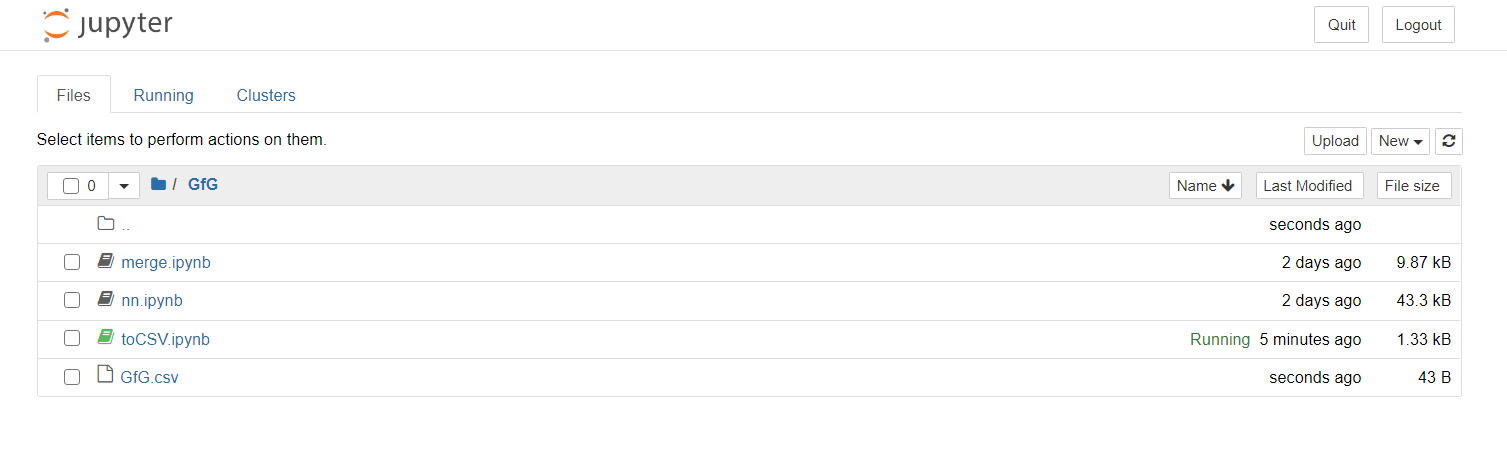 jupyter Quit Logout
Files Running Clusters
Select items to perform actions on them. Upload New
0 / GfG Name Last Modified File size
.. seconds ago
merge.ipynb 2 days ago 9.87 kB
nn.ipynb 2 days ago 43.3 kB
toCSV.ipynb Running 5 minutes ago 1.33 kB
GfG.csv seconds ago 43 B